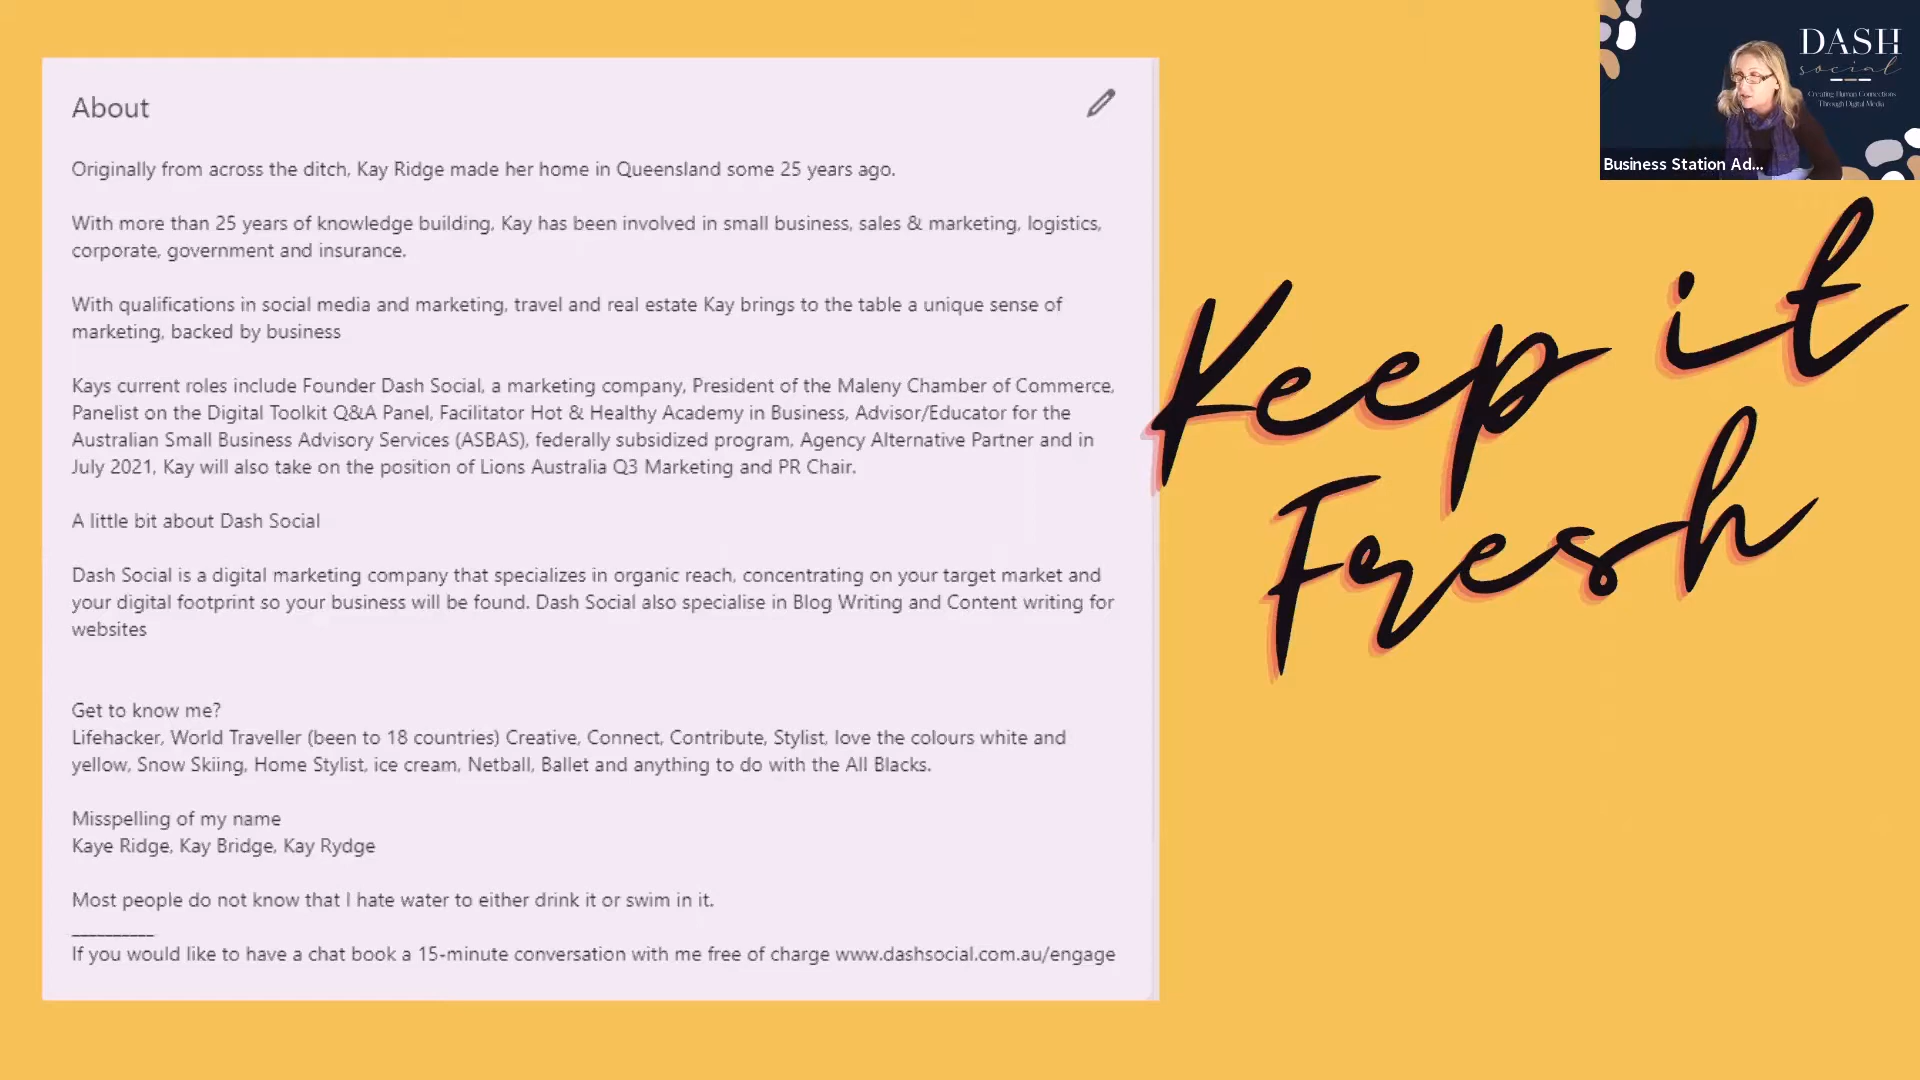 About
Originally from across the ditch, Kay Ridge made her home in Queensland some 25 years ago.
With more than 25 years of knowledge building, Kay has been involved in small business, sales & marketing, logistics,
corporate, government and insurance.
With qualifications in social media and marketing, travel and real estate Kay brings to the table a unique sense of
marketing, backed by business
Kays current roles include Founder Dash Social, a marketing company, President of the Maleny Chamber of Commerce,
Panelist on the Digital Toolkit Q&A Panel, Facilitator Hot & Healthy Academy in Business, Advisor/Educator for the
Australian Small Business Advisory Services (ASBAS), federally subsidized program, Agency Alternative Partner and in
July 2021, Kay will also take on the position of Lions Australia Q3 Marketing and PR Chair.
A little bit about Dash Social
Dash Social is a digital marketing company that specializes in organic reach, concentrating on your target market and
your digital footprint so your business will be found. Dash Social also specialise in Blog Writing and Content writing for
websites
Get to know me?
Lifehacker, World Traveller (been to 18 countries) Creative, Connect, Contribute, Stylist, love the colours white and
yellow, Snow Skiing, Home Stylist, ice cream, Netball, Ballet and anything to do with the All Blacks.
Misspelling of my name
Kaye Ridge, Kay Bridge, Kay Rydge
Most people do not know that I hate water to either drink it or swim in it.
__________
If you would like to have a chat book a 15-minute conversation with me free of charge www.dashsocial.com.au/engage
Keep it
Fresh
DASH
social
Creating Human Connections
Through Digital Media
Business Station Ad...